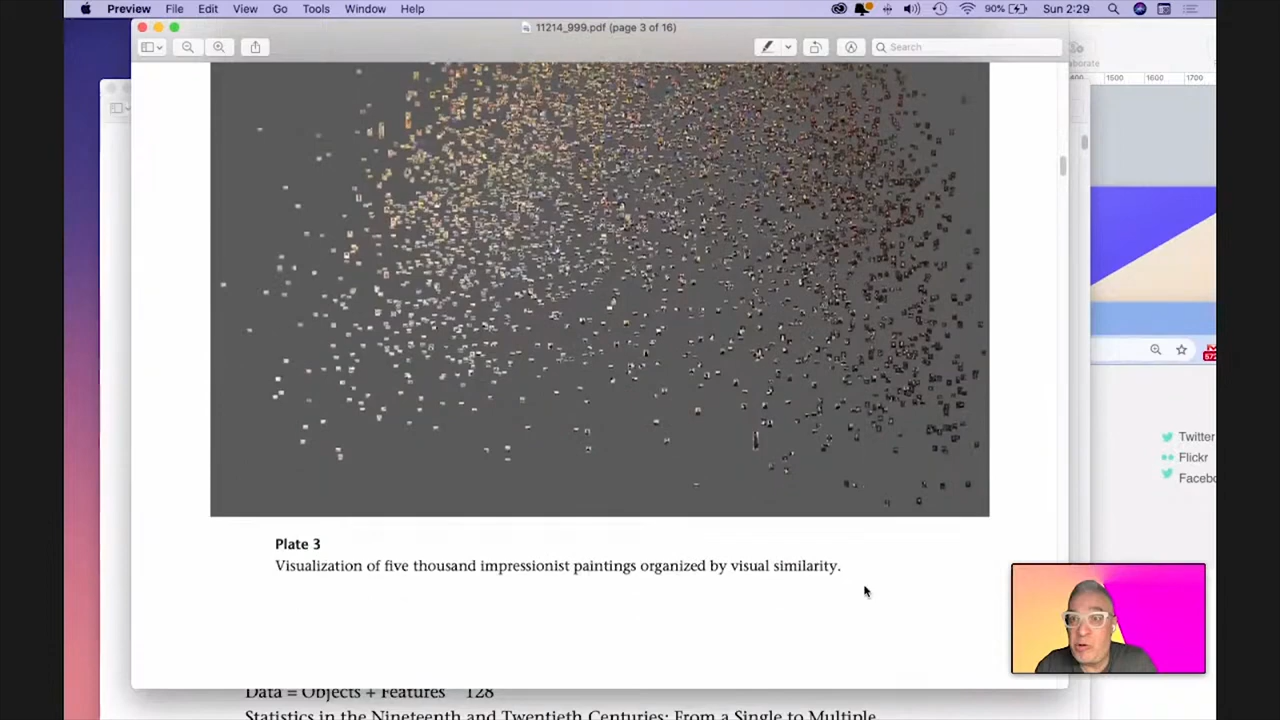 Preview File Edit View Go Tools Window Help 90% Sun 2:29
11214_999.pdf (page 3 of 16)
Search
1500 1600 1700
Plate 3
Visualization of five thousand impressionist paintings organized by visual similarity.
Twitter
Flickr
Facebo
Data = Objects + Features 128
Statistics in the Nineteenth and Twentieth Centuries: From a Single to Multiple